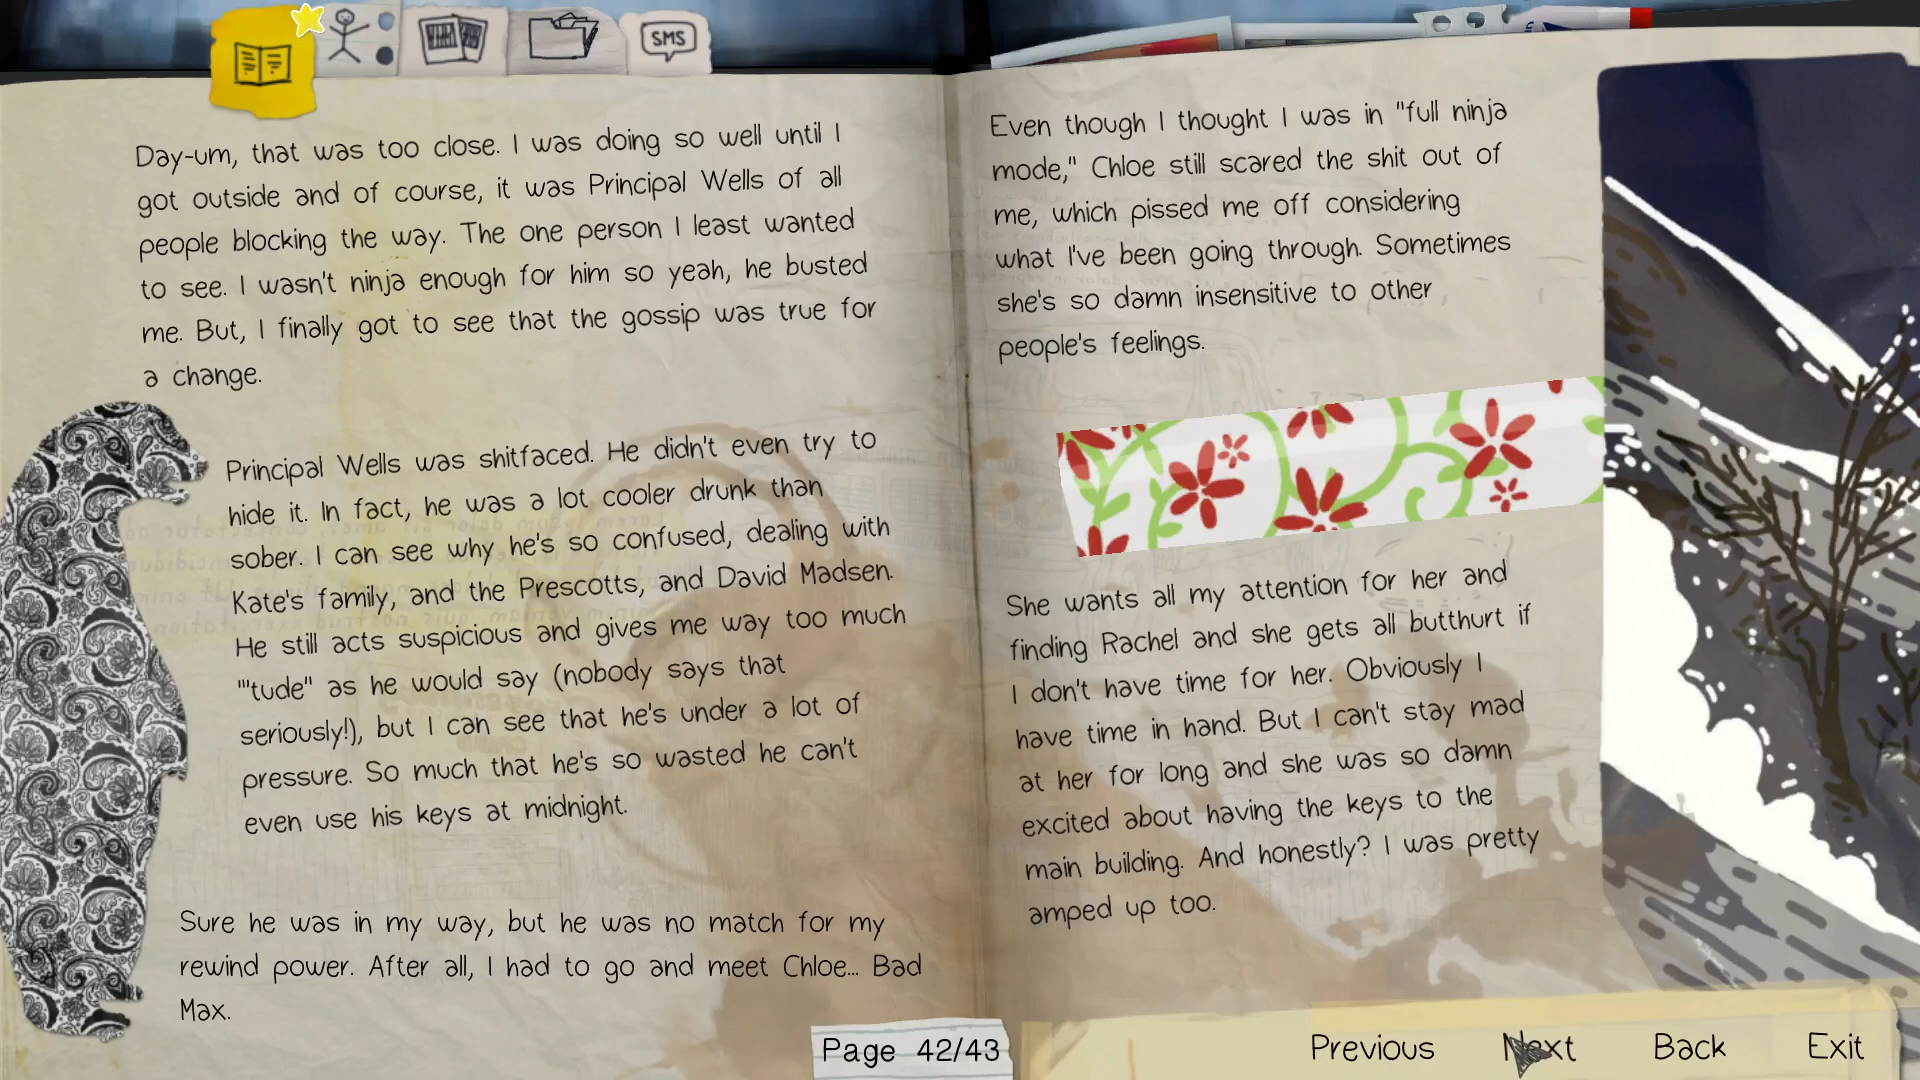 SMS
Day-um, that was too close. I was doing so well until I
got outside and of course, it was Principal Wells of all
people blocking the way. The one person I least wanted
to see. I wasn't ninja enough for him so yeah, he busted
me. But, I finally got to see that the gossip was true for
a change.
Principal Wells was shitfaced. He didn't even try to
hide it. In fact, he was a lot cooler drunk than
sober. I can see why he's so confused, dealing with
Kate's family, and the Prescotts, and David Madsen.
He still acts suspicious and gives me way too much
"'tude" as he would say (nobody says that
seriously!), but I can see that he's under a lot of
pressure. So much that he's so wasted he can't
even use his keys at midnight.
Sure he was in my way, but he was no match for my
rewind power. After all, I had to go and meet Chloe... Bad
Max.
Even though I thought I was in "full ninja
mode," Chloe still scared the shit out of
me, which pissed me off considering
what I've been going through. Sometimes
she's so damn insensitive to other
people's feelings.
She wants all my attention for her and
finding Rachel and she gets all butthurt if
I don't have time for her. Obviously I
have time in hand. But I can't stay mad
at her for long and she was so damn
excited about having the keys to the
main building. And honestly? I was pretty
amped up too.
Page 42/43
Previous Next Back Exit